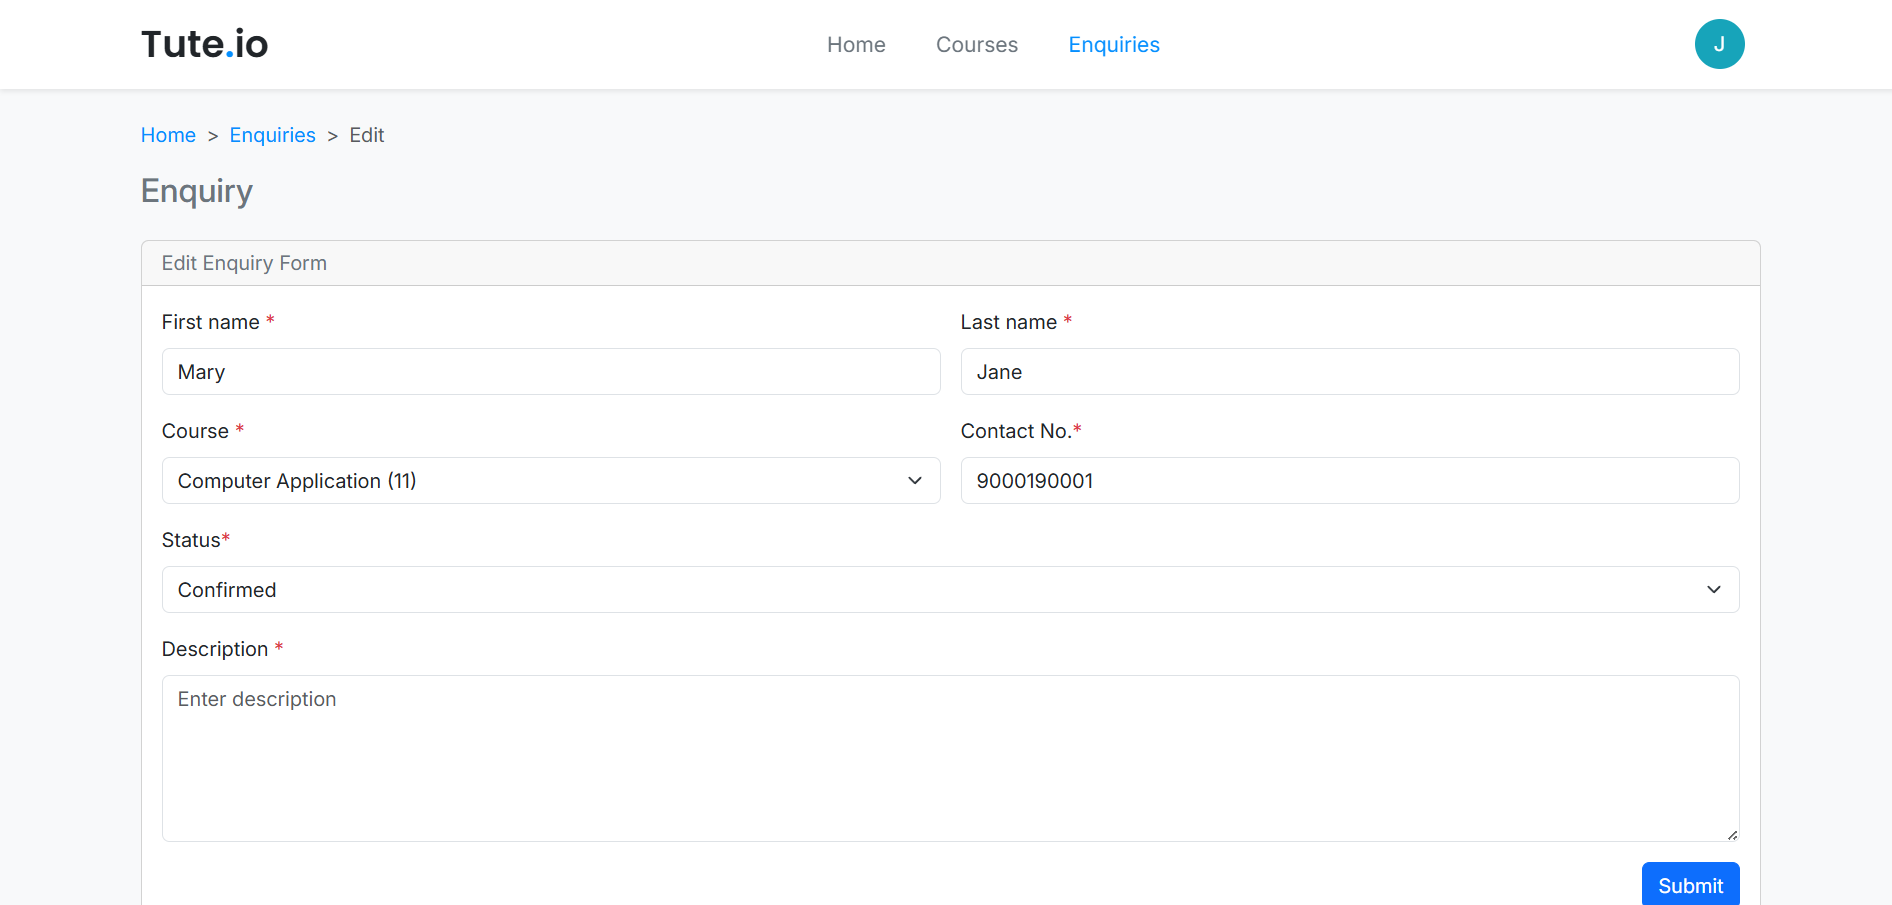 Tute.io Home Courses Enquiries J
Home > Enquiries > Edit
Enquiry
Edit Enquiry Form
First name * Last name *
Mary Jane
Course * Contact No.*
Computer Application (11) 9000190001
Status*
Confirmed
Description *
Enter description
Submit